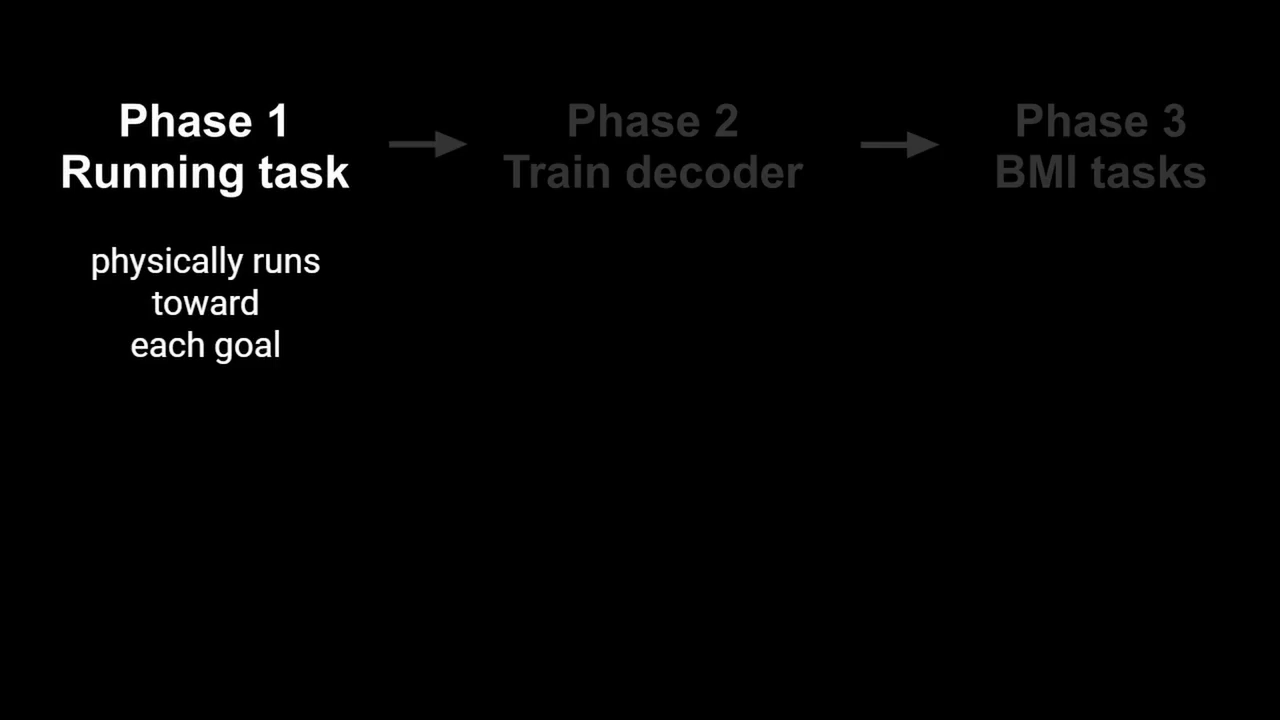 Phase 1
Running task
physically runs
toward
each goal
Phase 2
Train decoder
Phase 3
BMI tasks